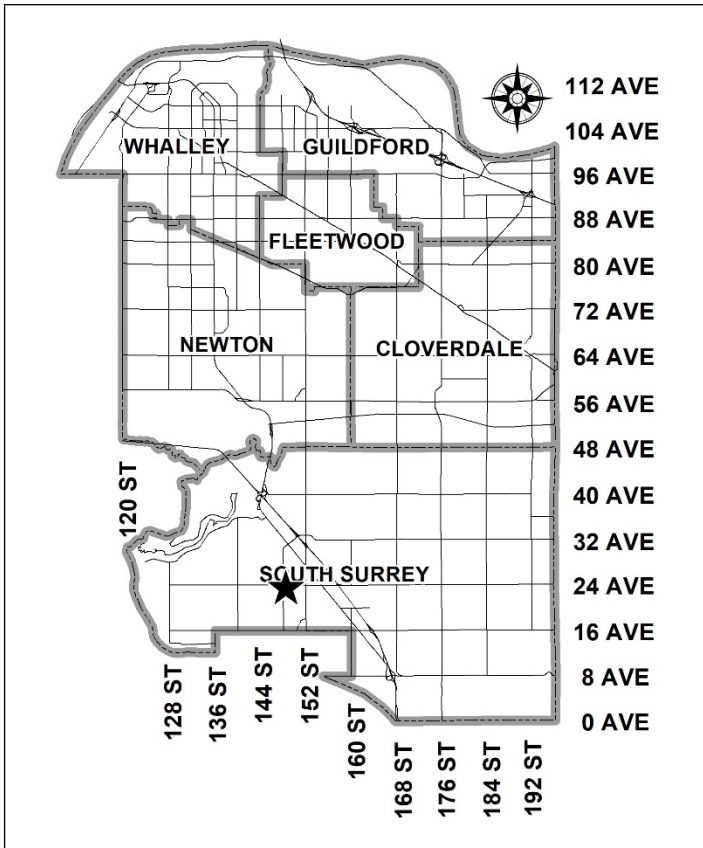 112 AVE
104 AVE
WHALLEY
GUILDFORD
96 AVE
88 AVE
FLEETWOOD
80 AVE
72 AVE
NEWTON
CLOVERDALE
64 AVE
56 AVE
48 AVE
120 ST
40 AVE
32 AVE
SOUTH SURREY
24 AVE
16 AVE
8 AVE
0 AVE
128 ST
136 ST
144 ST
152 ST
160 ST
168 ST
176 ST
184 ST
192 ST